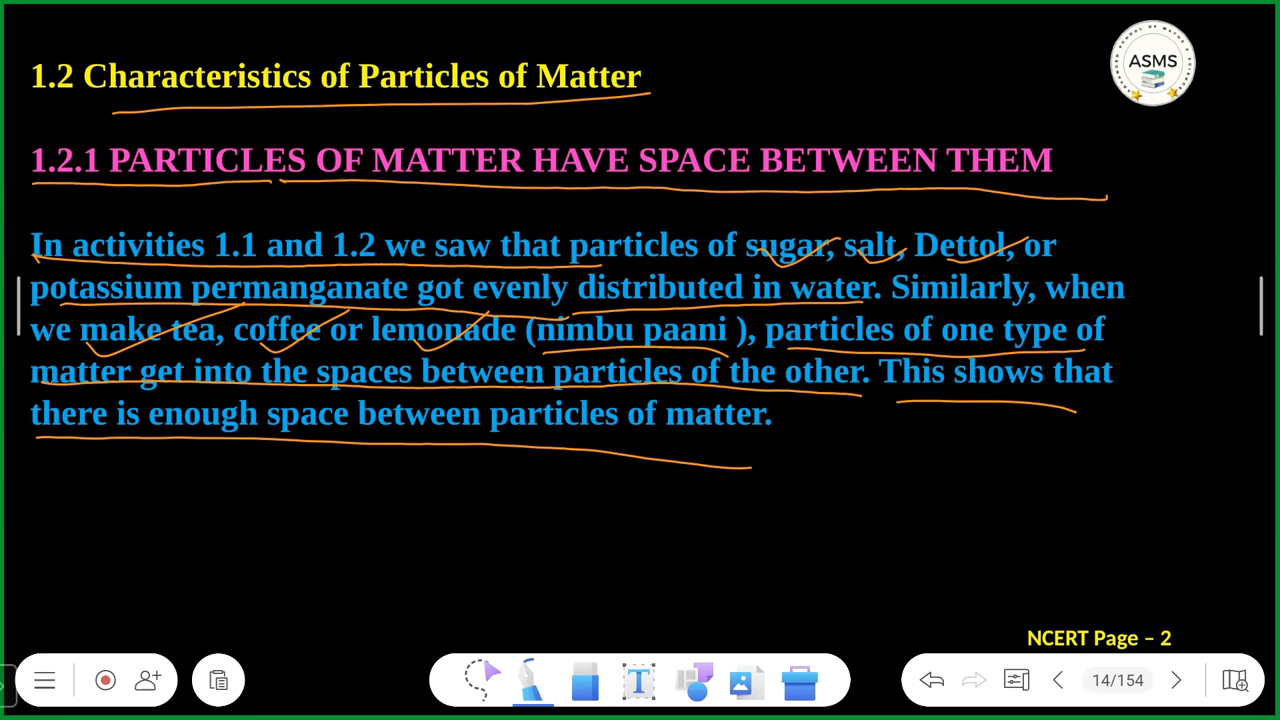 1.2 Characteristics of Particles of Matter
ASMS
1.2.1 PARTICLES OF MATTER HAVE SPACE BETWEEN THEM
In activities 1.1 and 1.2 we saw that particles of sugar, salt, Dettol, or
potassium permanganate got evenly distributed in water. Similarly, when
we make tea, coffee or lemonade (nimbu paani ), particles of one type of
matter get into the spaces between particles of the other. This shows that
there is enough space between particles of matter.
NCERT Page – 2
T
14/154